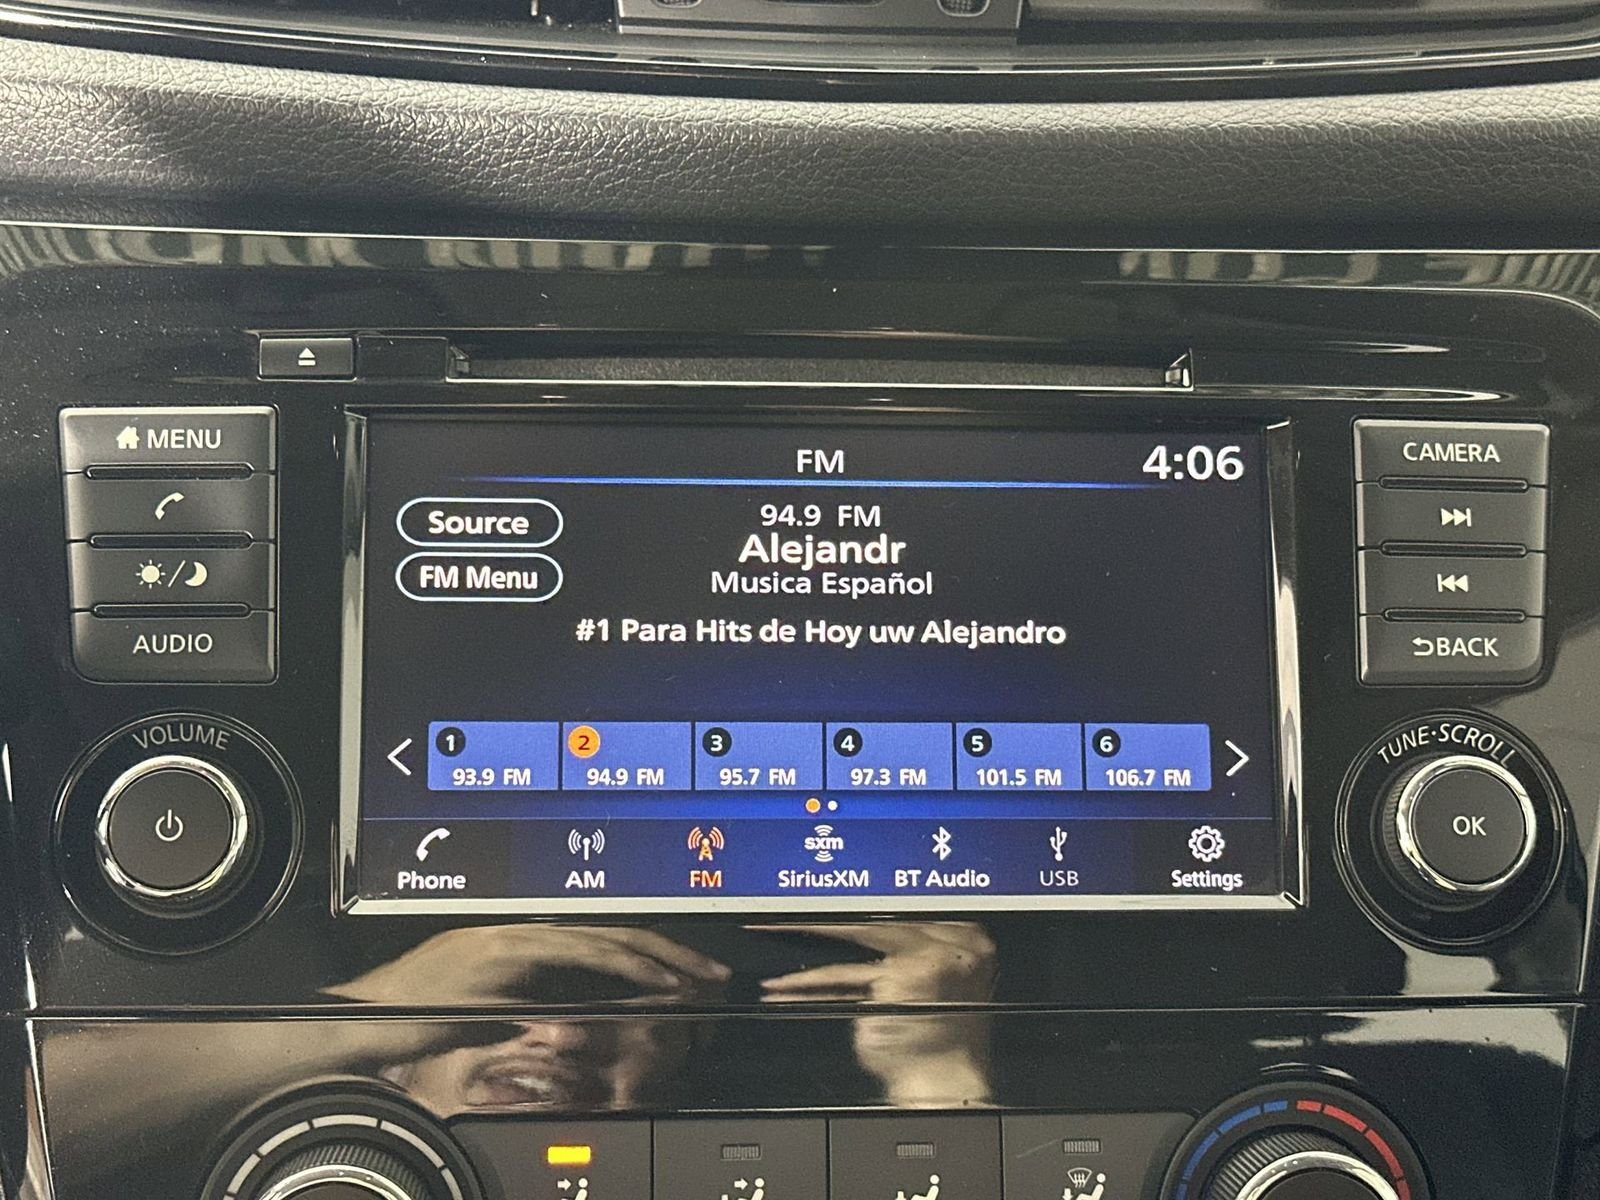 MENU
AUDIO
VOLUME
FM
4:06
Source
FM Menu
94.9 FM
Alejandr
Musica Español
#1 Para Hits de Hoy uw Alejandro
1 2 3 4 5 6
93.9 FM 94.9 FM 95.7 FM 97.3 FM 101.5 FM 106.7 FM
sxm
Phone AM FM SiriusXM BT Audio USB Settings
CAMERA
BACK
TUNE·SCROLL
OK